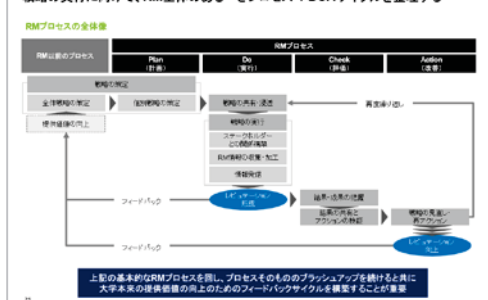 RMプロセスの全体像
RM以前のプロセス
RMプロセス
Plan
(計画)
Do
(実行)
Check
(評価)
Action
(改善)
戦略の策定
全体戦略の策定
個別戦略の策定
戦略の共有・浸透
再度繰り返し
提供価値の向上
戦略の実行
ステークホルダー
との関係構築
RM情報の収集・加工
情報発信
レピュテーション
形成
フィードバック
結果・成果の把握
結果の共有と
アクションの検証
戦略の見直し
再アクション
フィードバック
レピュテーション
向上
上記の基本的なRMプロセスを回し、プロセスそのもののブラッシュアップを続けると共に
大学本来の提供価値の向上のためのフィードバックサイクルを構築することが重要